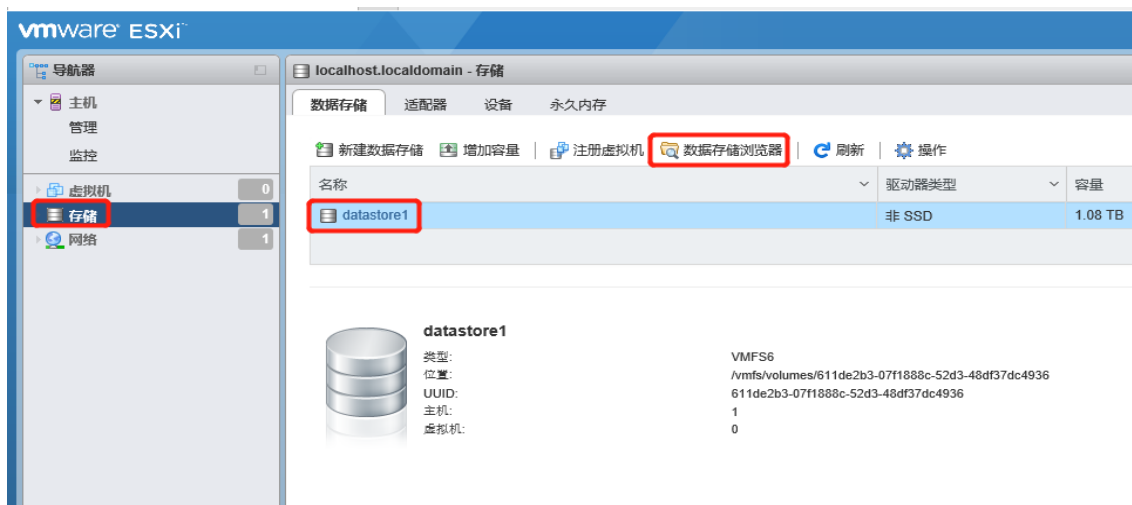 vmware ESXi
导航器
localhost.localdomain - 存储
主机
管理
监控
虚拟机 0
存储 1
网络 1
数据存储 适配器 设备 永久内存
新建数据存储 增加容量 注册虚拟机 数据存储浏览器 刷新 操作
名称 驱动器类型 容量
datastore1 非 SSD 1.08 TB
datastore1
类型: VMFS6
位置: /vmfs/volumes/611de2b3-07f1888c-52d3-48df37dc4936
UUID: 611de2b3-07f1888c-52d3-48df37dc4936
主机: 1
虚拟机: 0